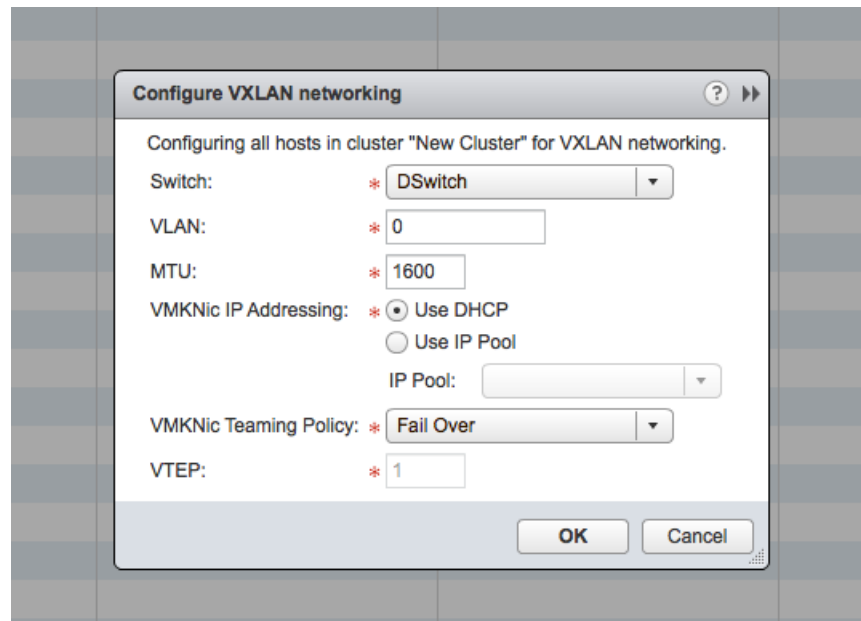 Configure VXLAN networking ?
Configuring all hosts in cluster "New Cluster" for VXLAN networking.
Switch: * DSwitch
VLAN: * 0
MTU: * 1600
VMKNic IP Addressing: * Use DHCP
Use IP Pool
IP Pool:
VMKNic Teaming Policy: * Fail Over
VTEP: * 1
OK Cancel